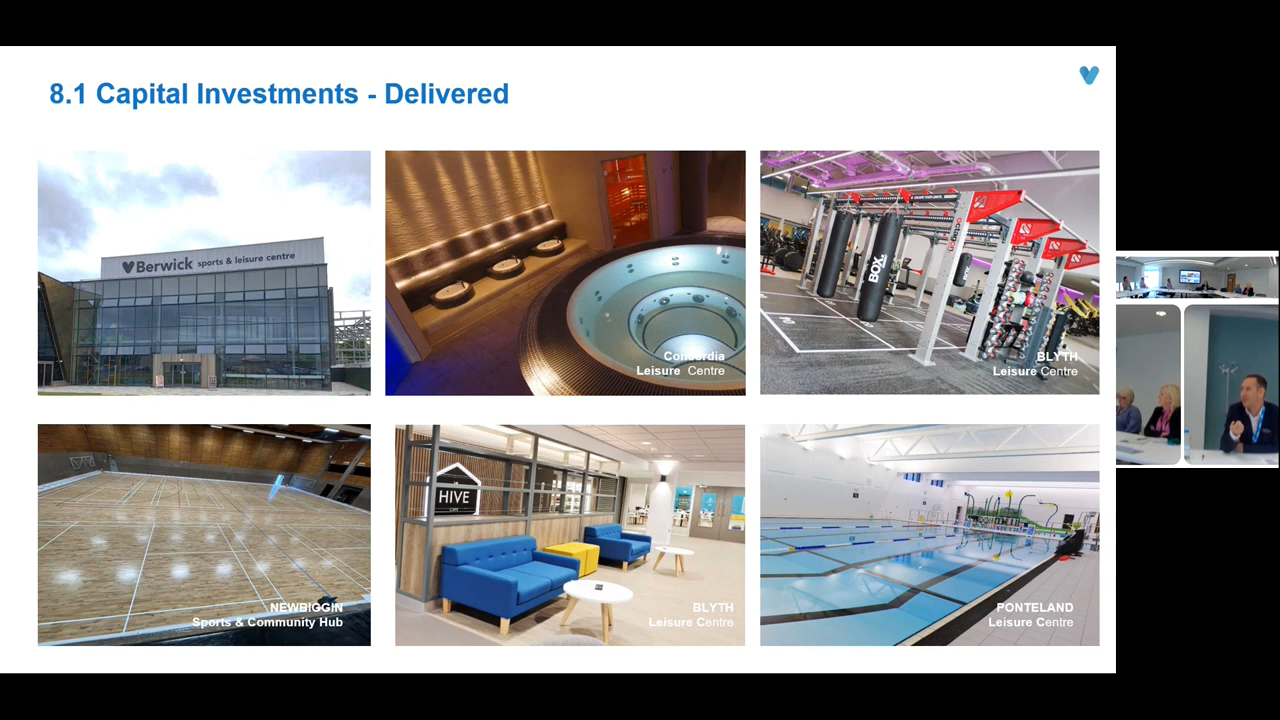 8.1 Capital Investments - Delivered
Berwick sports & leisure centre
Concordia
Leisure Centre
BOX
BLYTH
Leisure Centre
NEWBIGGIN
Sports & Community Hub
HIVE
CAFE
BLYTH
Leisure Centre
PONTELAND
Leisure Centre